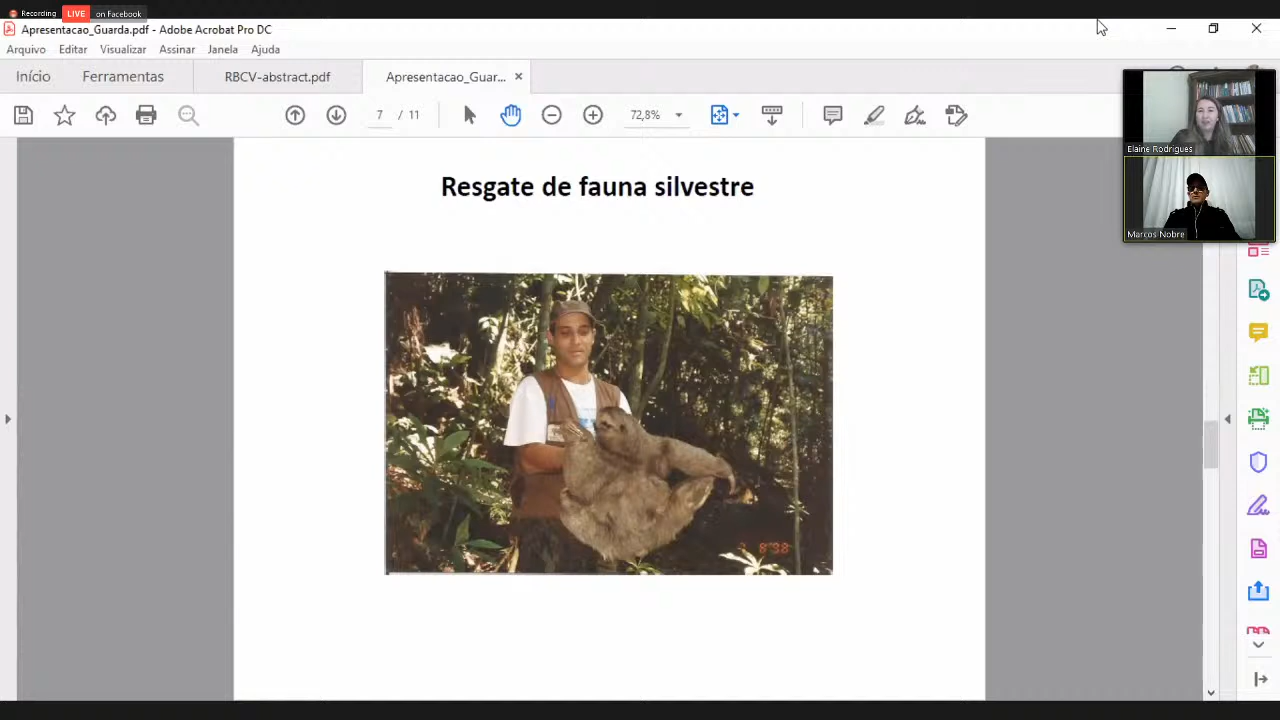 Recording LIVE on Facebook
Apresentacao_Guarda.pdf - Adobe Acrobat Pro DC
Arquivo Editar Visualizar Assinar Janela Ajuda
Início Ferramentas RBCV-abstract.pdf Apresentacao_Guar...
7 / 11 72,8%
Elaine Rodrigues
Marcos Nobre
Resgate de fauna silvestre